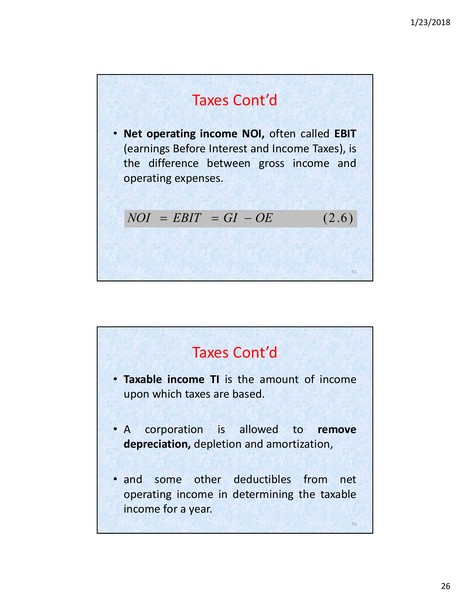 1/23/2018
Taxes Cont’d
• Net operating income NOI, often called EBIT
(earnings Before Interest and Income Taxes), is
the difference between gross income and
operating expenses.
NOI = EBIT = GI − OE (2.6)
Taxes Cont’d
• Taxable income TI is the amount of income
upon which taxes are based.
• A corporation is allowed to remove
depreciation, depletion and amortization,
• and some other deductibles from net
operating income in determining the taxable
income for a year.
26